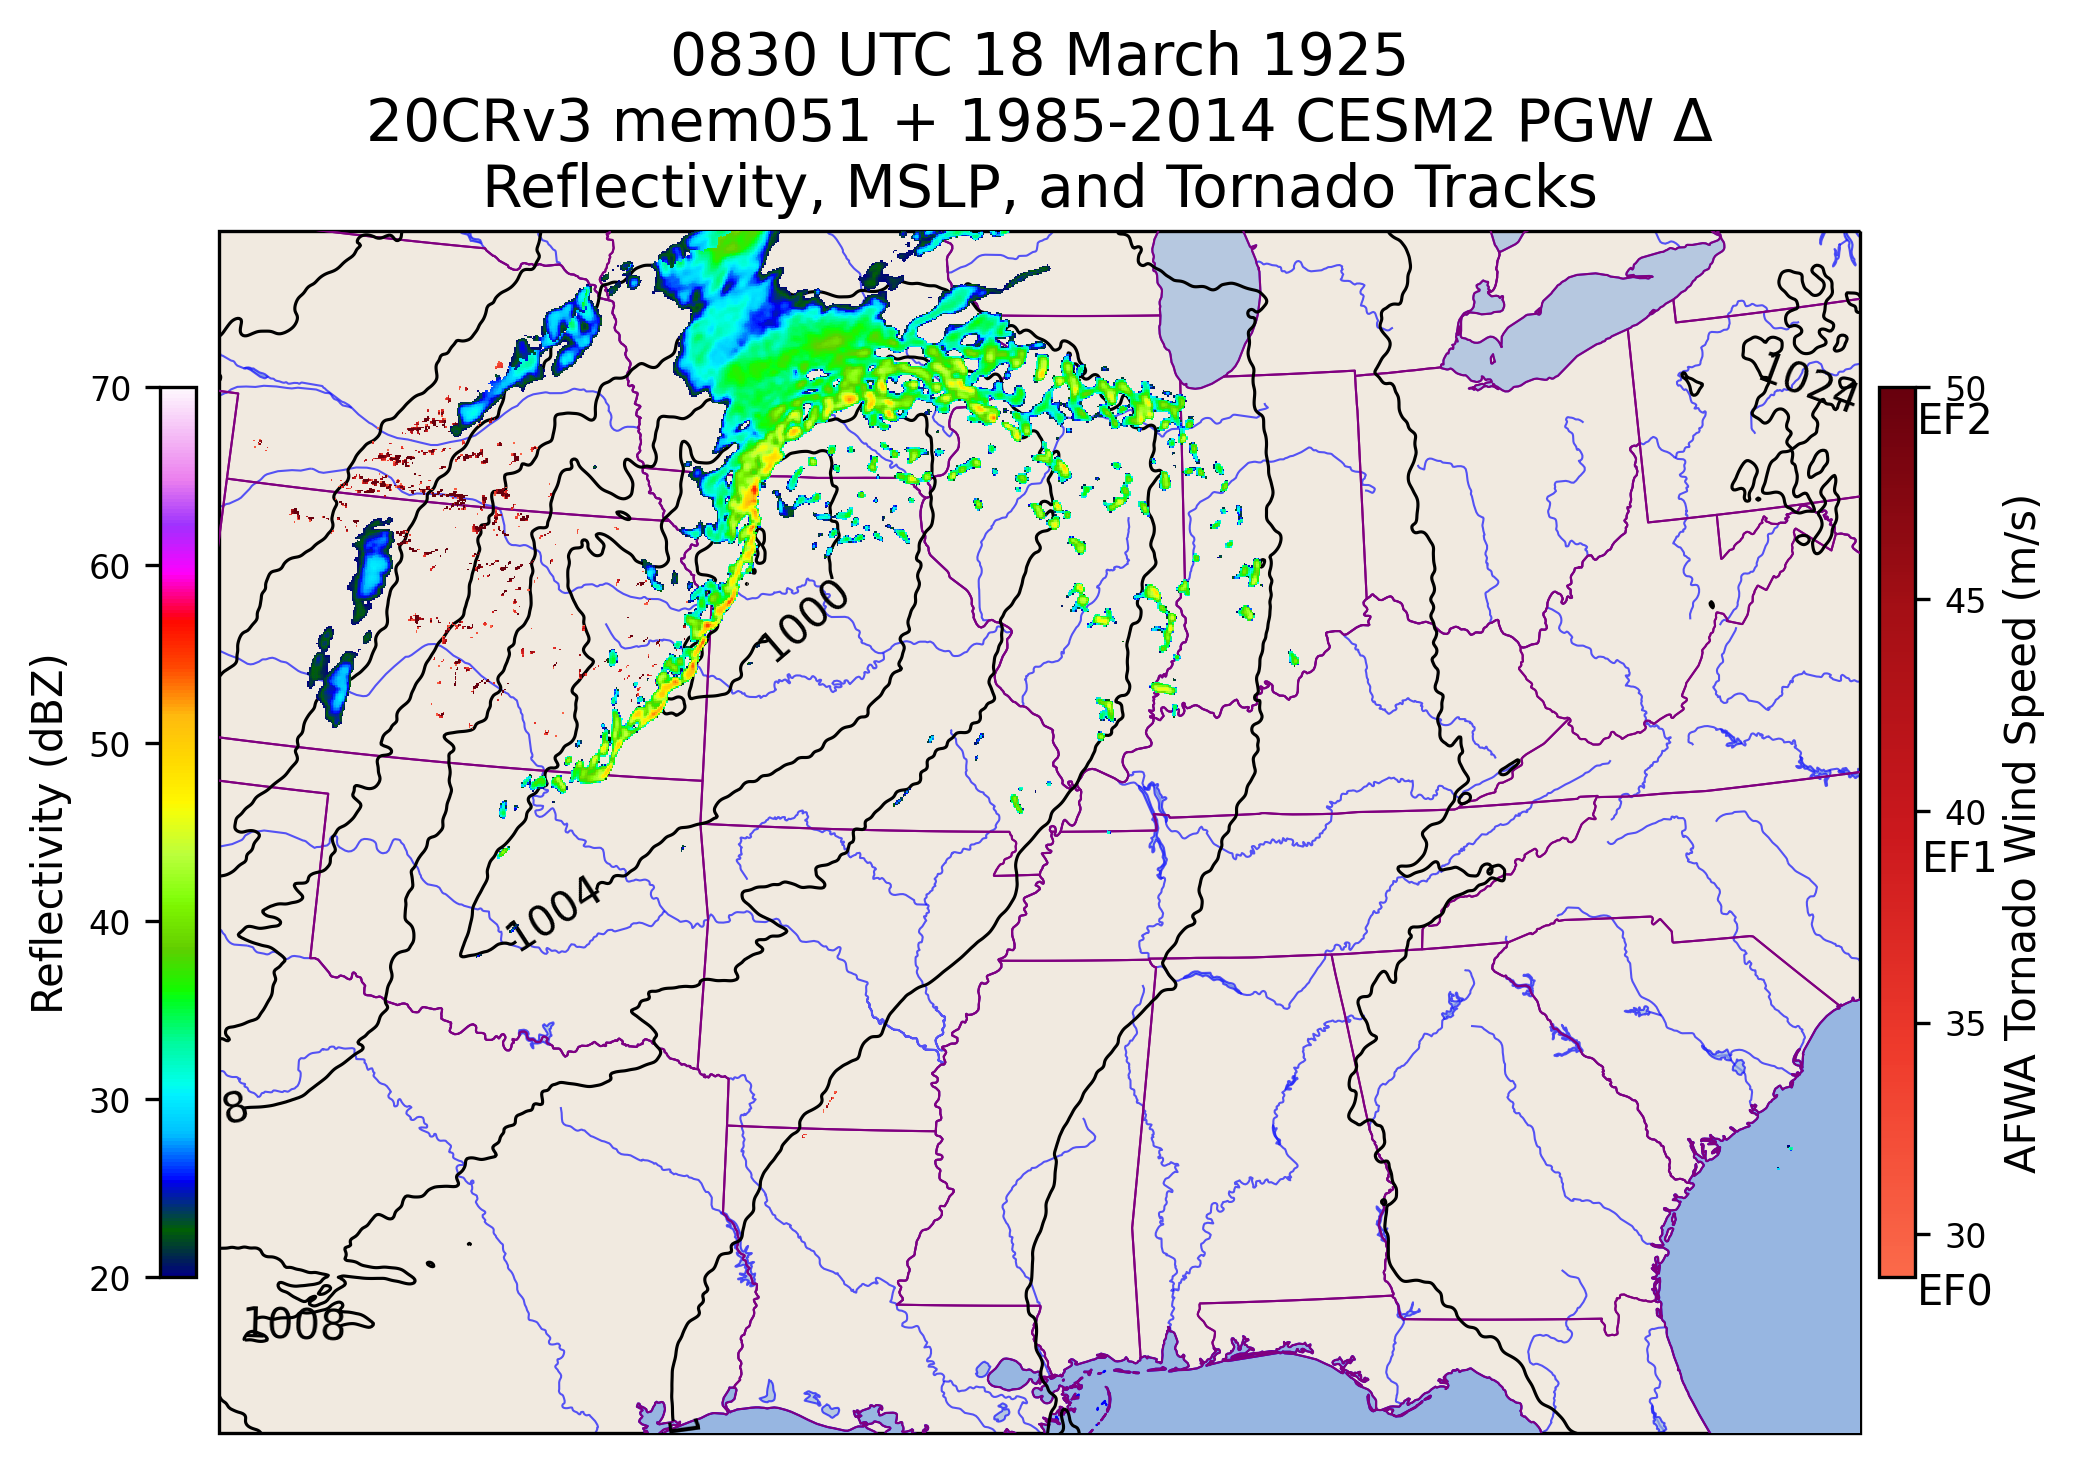 0830 UTC 18 March 1925
20CRv3 mem051 + 1985-2014 CESM2 PGW Δ
Reflectivity, MSLP, and Tornado Tracks
70
60
50
40
30
20
Reflectivity (dBZ)
1024
1000
1004
8
1008
50
EF2
45
40
EF1
35
30
EF0
AFWA Tornado Wind Speed (m/s)